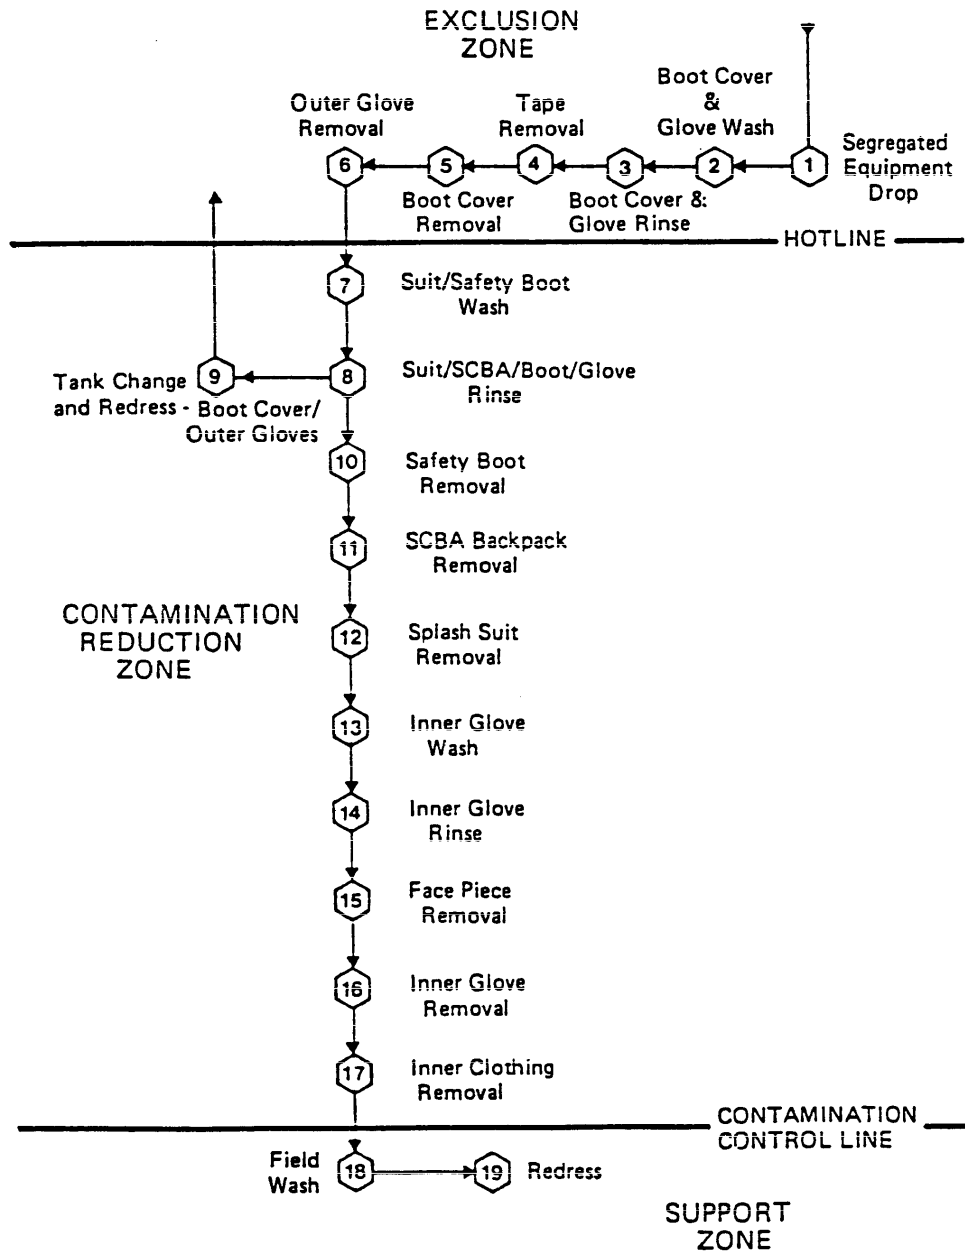 EXCLUSION
ZONE
Boot Cover
&
Glove Wash
Outer Glove
Removal
Tape
Removal
Segregated
Equipment
Drop
6
5
4
3
2
1
Boot Cover
Removal
Boot Cover &
Glove Rinse
HOTLINE
7
Suit/Safety Boot
Wash
9
8
Suit/SCBA/Boot/Glove
Rinse
Tank Change
and Redress - Boot Cover/
Outer Gloves
10
Safety Boot
Removal
11
SCBA Backpack
Removal
CONTAMINATION
REDUCTION
ZONE
12
Splash Suit
Removal
13
Inner Glove
Wash
14
Inner Glove
Rinse
15
Face Piece
Removal
16
Inner Glove
Removal
17
Inner Clothing
Removal
CONTAMINATION
CONTROL LINE
Field
Wash
18
19
Redress
SUPPORT
ZONE